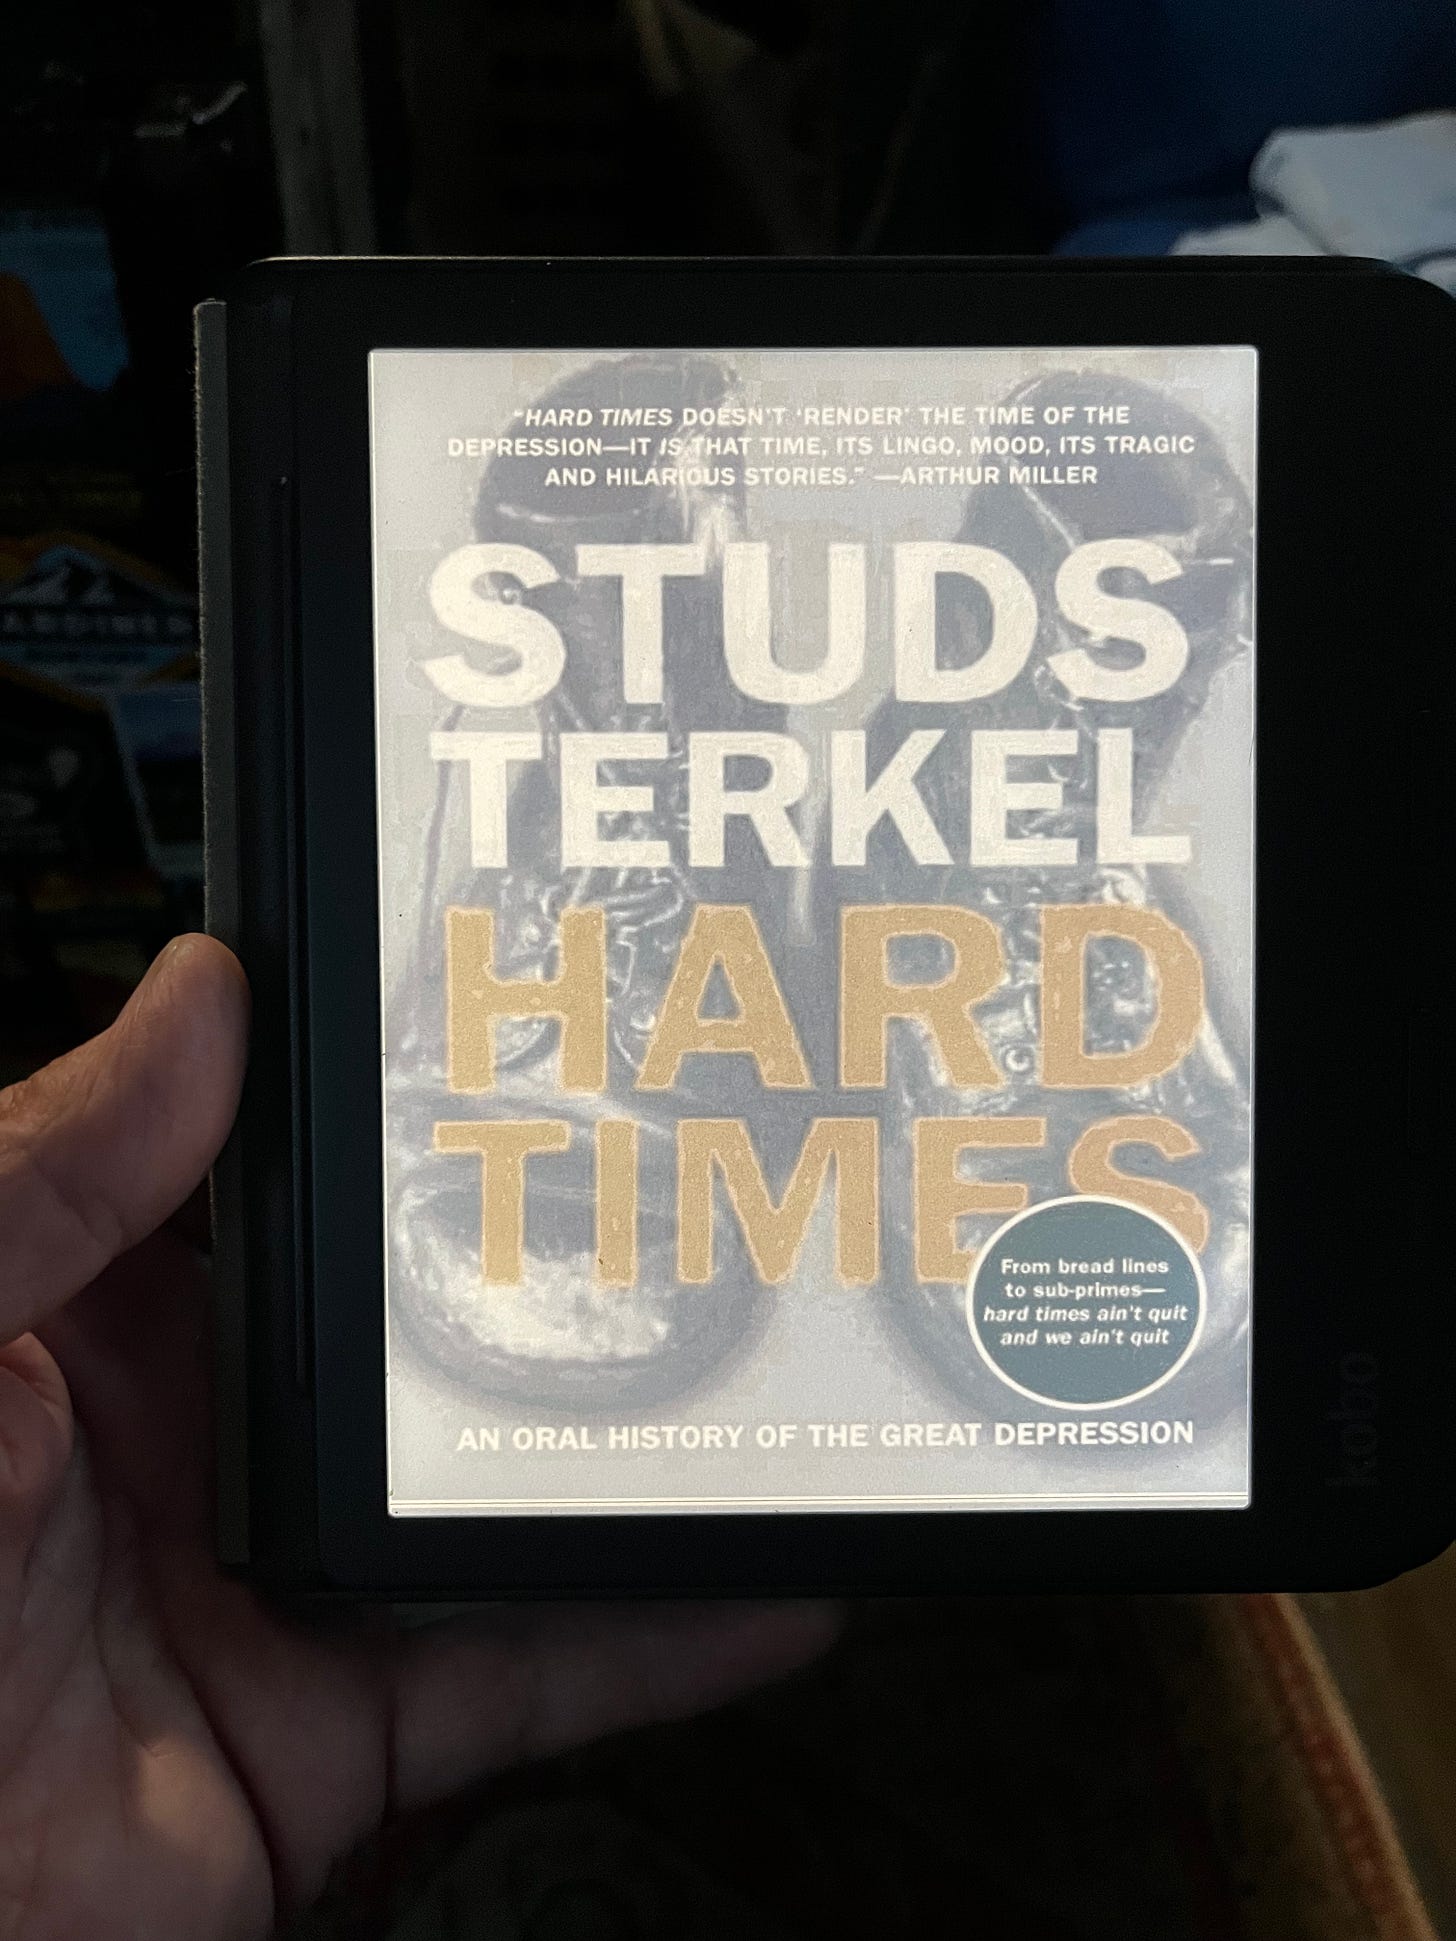 "HARD TIMES DOESN'T 'RENDER' THE TIME OF THE
DEPRESSION—IT IS THAT TIME, ITS LINGO, MOOD, ITS TRAGIC
AND HILARIOUS STORIES." —ARTHUR MILLER
STUDS
TERKEL
HARD
TIMES
From bread lines
to sub-primes—
hard times ain't quit
and we ain't quit
AN ORAL HISTORY OF THE GREAT DEPRESSION
kobo